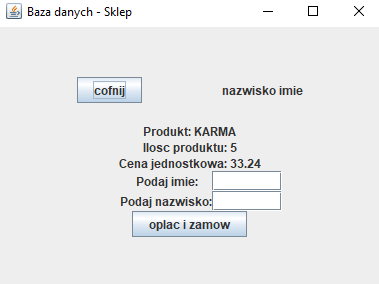 Baza danych - Sklep
cofnij
nazwisko imie
Produkt: KARMA
Ilosc produktu: 5
Cena jednostkowa: 33.24
Podaj imie:
Podaj nazwisko:
oplac i zamow